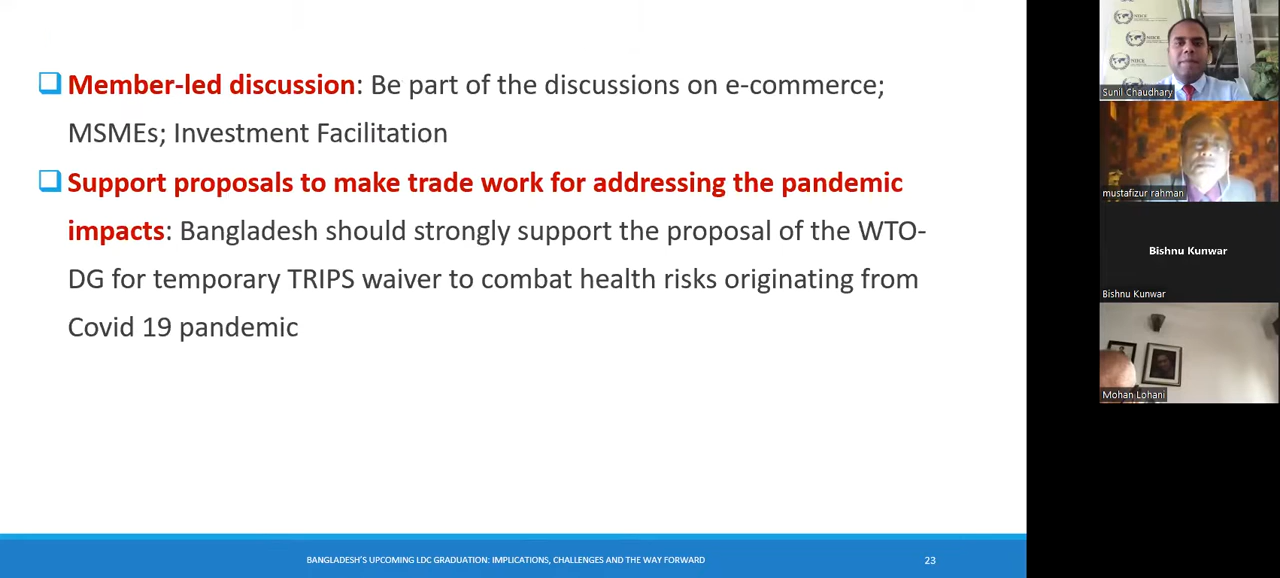 Member-led discussion: Be part of the discussions on e-commerce;
MSMEs; Investment Facilitation
Support proposals to make trade work for addressing the pandemic
impacts: Bangladesh should strongly support the proposal of the WTO-
DG for temporary TRIPS waiver to combat health risks originating from
Covid 19 pandemic
BANGLADESH'S UPCOMING LDC GRADUATION: IMPLICATIONS, CHALLENGES AND THE WAY FORWARD
23
Sunil Chaudhary
mustafizur rahman
Bishnu Kunwar
Bishnu Kunwar
Mohan Lohani